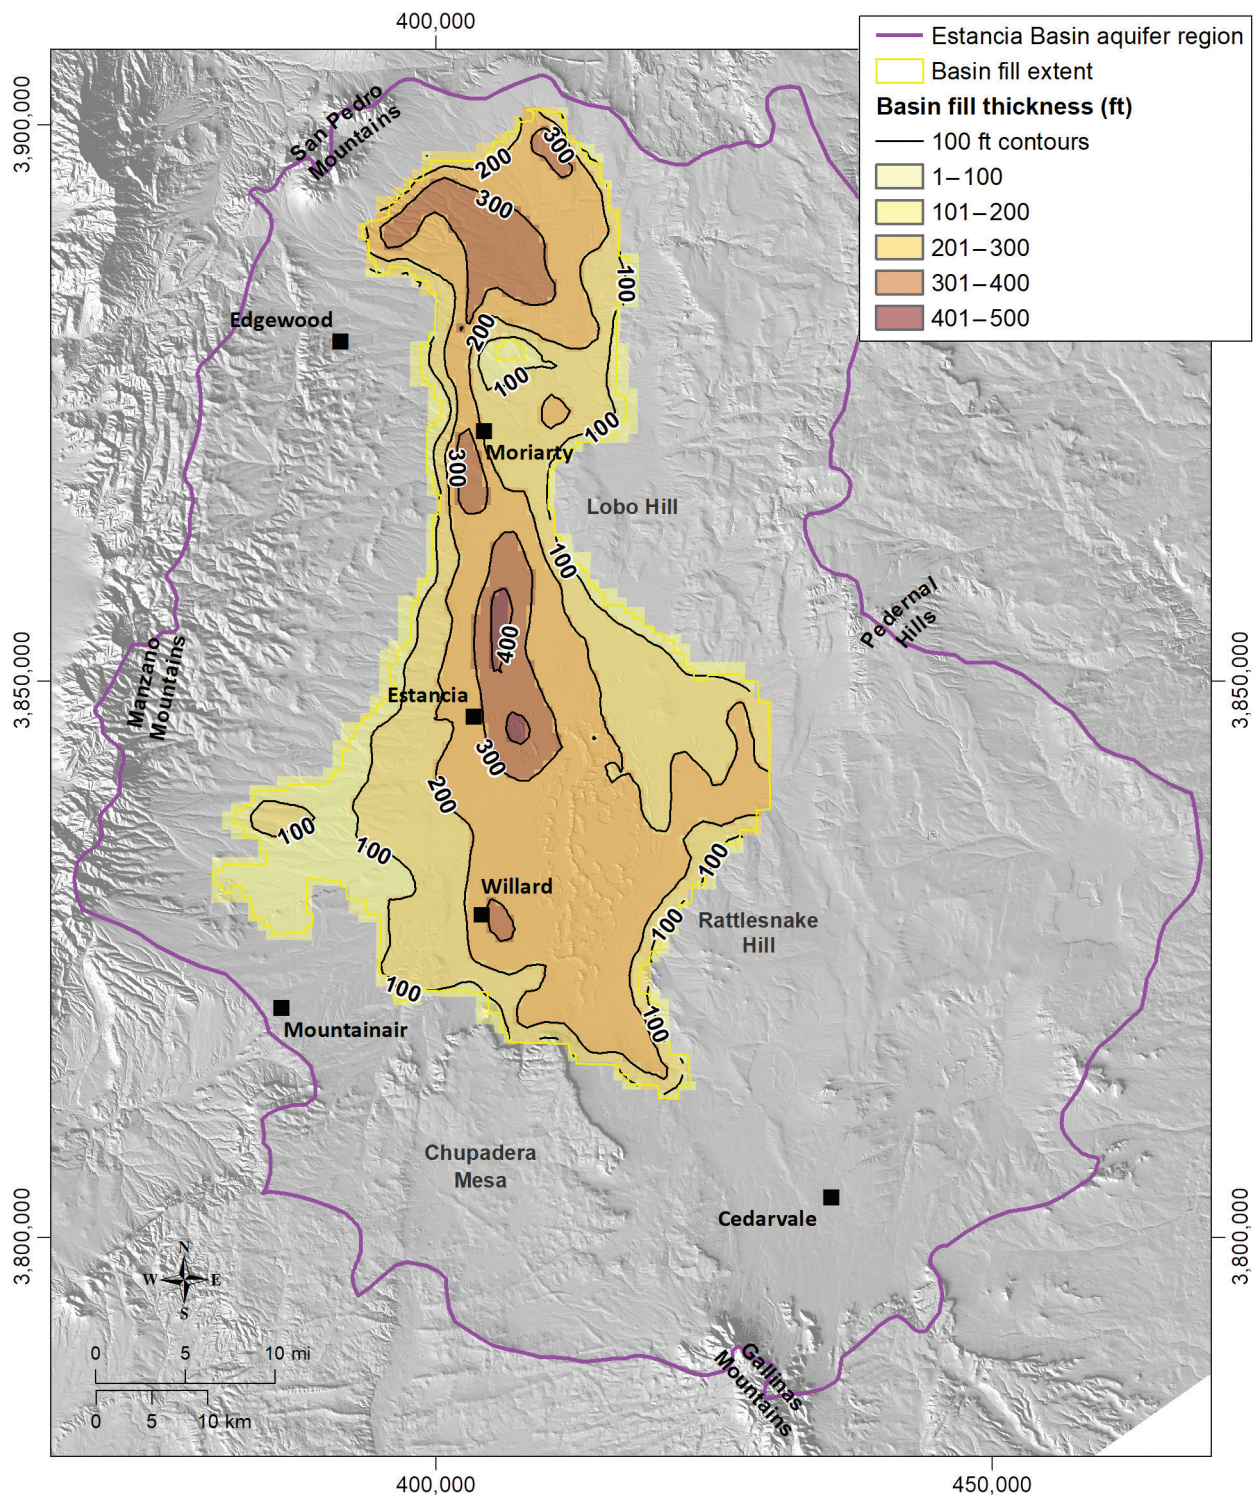 400,000
Estancia Basin aquifer region
Basin fill extent
Basin fill thickness (ft)
100 ft contours
1–100
101–200
201–300
301–400
401–500
3,900,000
San Pedro
Mountains
300
200
300
100
Edgewood
200
100
100
Moriarty
300
Lobo Hill
100
Pedernal
Hills
400
Manzano
Mountains
3,850,000
3,850,000
Estancia
300
200
100
100
100
Willard
100
Rattlesnake
Hill
100
100
Mountainair
Chupadera
Mesa
Cedarvale
3,800,000
3,800,000
N
W
E
S
0
5
10 mi
0
5
10 km
Gallinas
Mountains
400,000
450,000